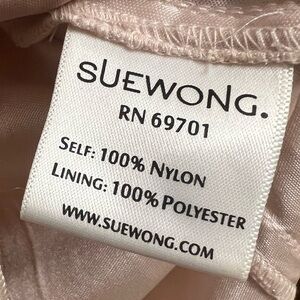 SUEWONG.
RN 69701
SELF: 100% NYLON
LINING: 100% POLYESTER
WWW.SUEWONG.COM